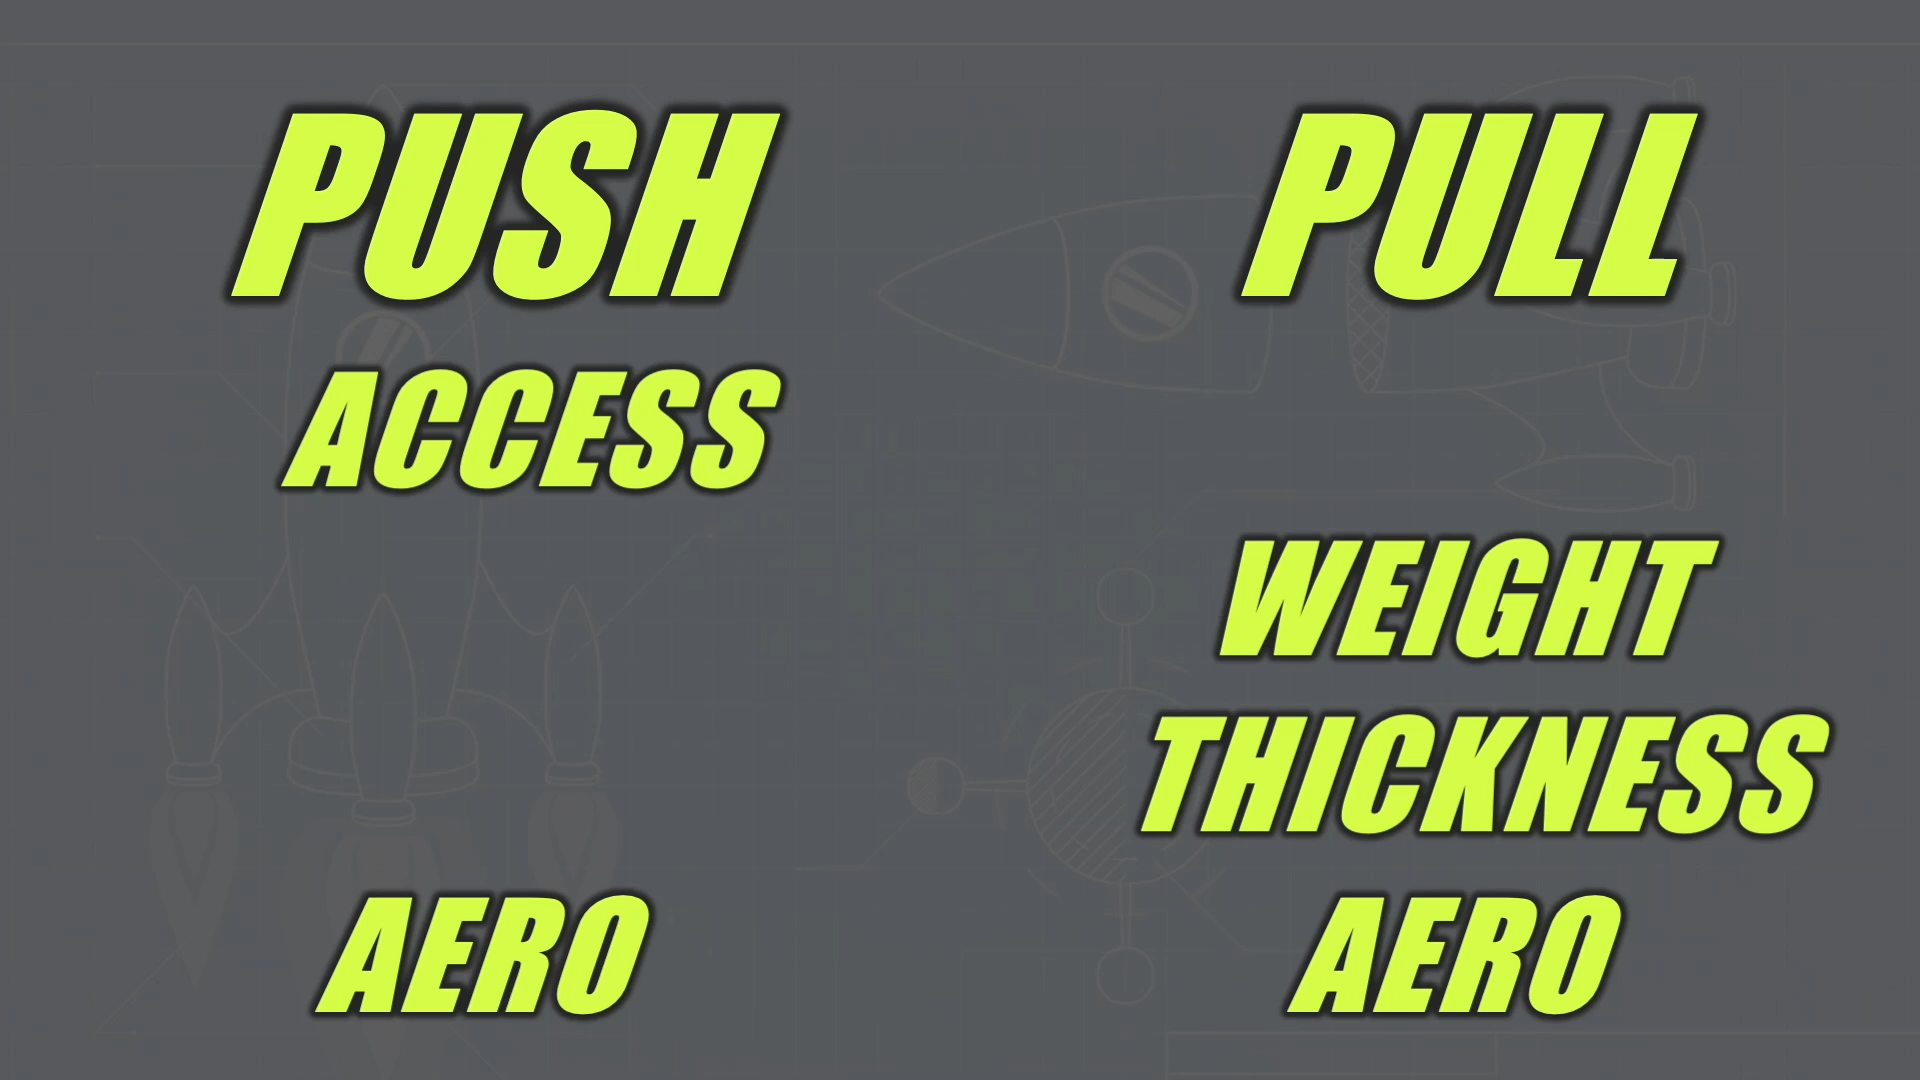 PUSH PULL
ACCESS
WEIGHT
THICKNESS
AERO AERO